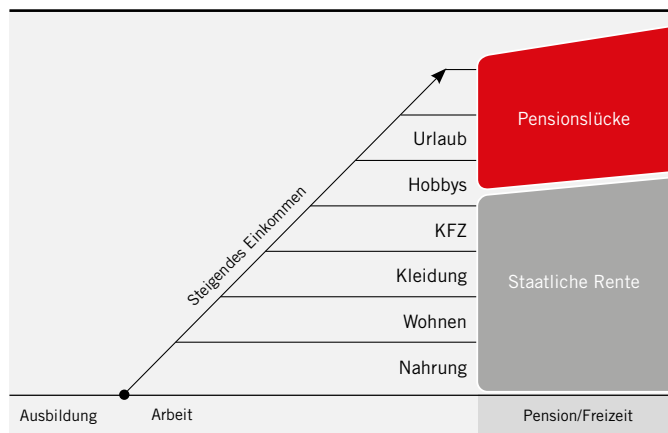 Pensionslücke
Urlaub
Hobbys
Steigendes Einkommen
KFZ
Kleidung
Staatliche Rente
Wohnen
Nahrung
Ausbildung
Arbeit
Pension/Freizeit